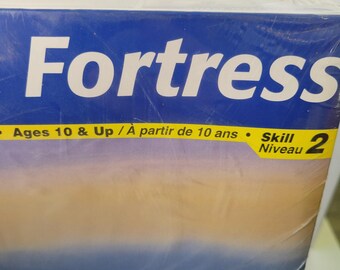 Fortress
• Ages 10 & Up / À partir de 10 ans • Skill 2
Niveau